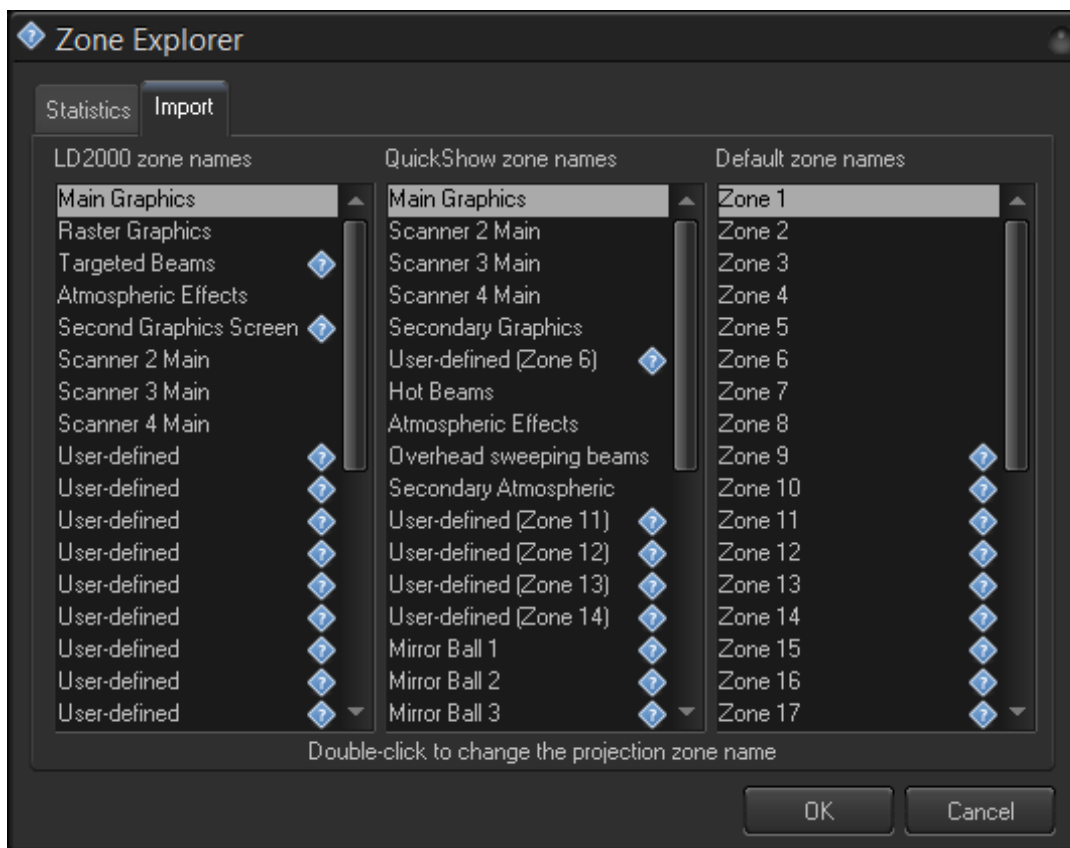 Zone Explorer
Statistics
Import
LD2000 zone names
Main Graphics
Raster Graphics
Targeted Beams
Atmospheric Effects
Second Graphics Screen
Scanner 2 Main
Scanner 3 Main
Scanner 4 Main
User-defined
User-defined
User-defined
User-defined
User-defined
User-defined
User-defined
User-defined
User-defined
QuickShow zone names
Main Graphics
Scanner 2 Main
Scanner 3 Main
Scanner 4 Main
Secondary Graphics
User-defined (Zone 6)
Hot Beams
Atmospheric Effects
Overhead sweeping beams
Secondary Atmospheric
User-defined (Zone 11)
User-defined (Zone 12)
User-defined (Zone 13)
User-defined (Zone 14)
Mirror Ball 1
Mirror Ball 2
Mirror Ball 3
Default zone names
Zone 1
Zone 2
Zone 3
Zone 4
Zone 5
Zone 6
Zone 7
Zone 8
Zone 9
Zone 10
Zone 11
Zone 12
Zone 13
Zone 14
Zone 15
Zone 16
Zone 17
Double-click to change the projection zone name
OK
Cancel